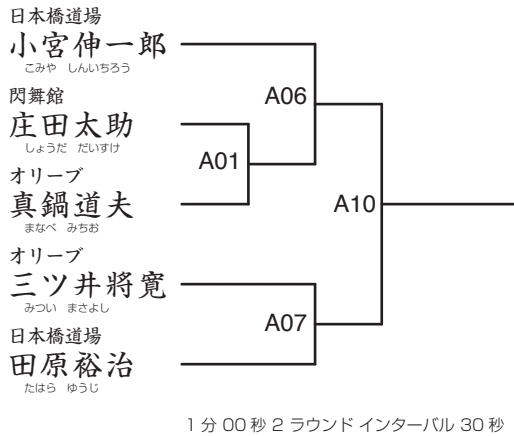 日本橋道場
小宮伸一郎
こみや しんいちろう
A06
閃舞館
庄田太助
しょうだ だいすけ
A01
オリーブ
真鍋道夫
まなべ みちお
A10
オリーブ
三ツ井將寛
みつい まさよし
A07
日本橋道場
田原裕治
たはら ゆうじ
1分00秒2ラウンド インターバル 30秒